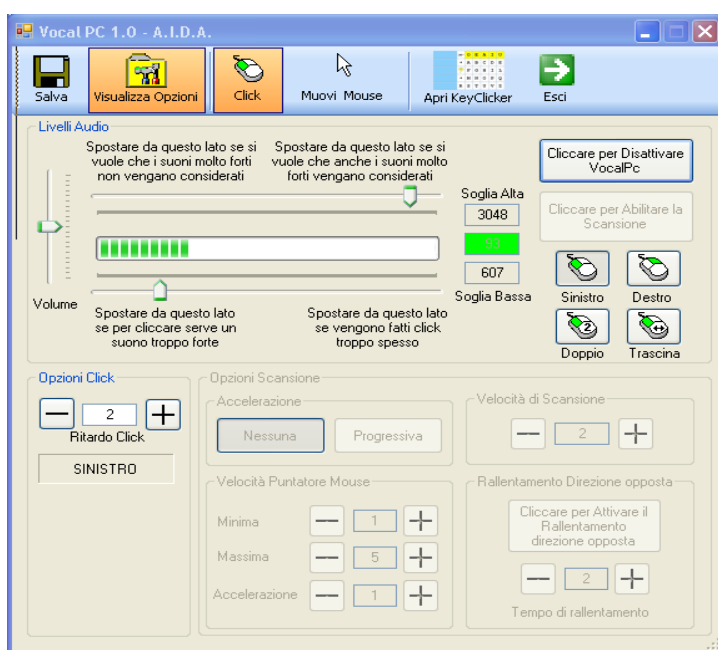 Vocal PC 1.0 - A.I.D.A.
Salva
Visualizza Opzioni
Click
Muovi Mouse
Apri KeyClicker
Esci
Livelli Audio
Spostare da questo lato se si
vuole che i suoni molto forti
non vengano considerati
Spostare da questo lato se si
vuole che anche i suoni molto
forti vengano considerati
Cliccare per Disattivare
VocalPc
Soglia Alta
3048
93
607
Soglia Bassa
Cliccare per Abilitare la
Scansione
Volume
Spostare da questo lato
se per cliccare serve un
suono troppo forte
Spostare da questo lato
se vengono fatti click
troppo spesso
Sinistro
Destro
2
Doppio
Trascina
Opzioni Click
2
Ritardo Click
SINISTRO
Opzioni Scansione
Accelerazione
Nessuna
Progressiva
Velocità di Scansione
2
Velocità Puntatore Mouse
Minima
1
Massima
5
Accelerazione
1
Rallentamento Direzione opposta
Cliccare per Attivare il
Rallentamento
direzione opposta
2
Tempo di rallentamento